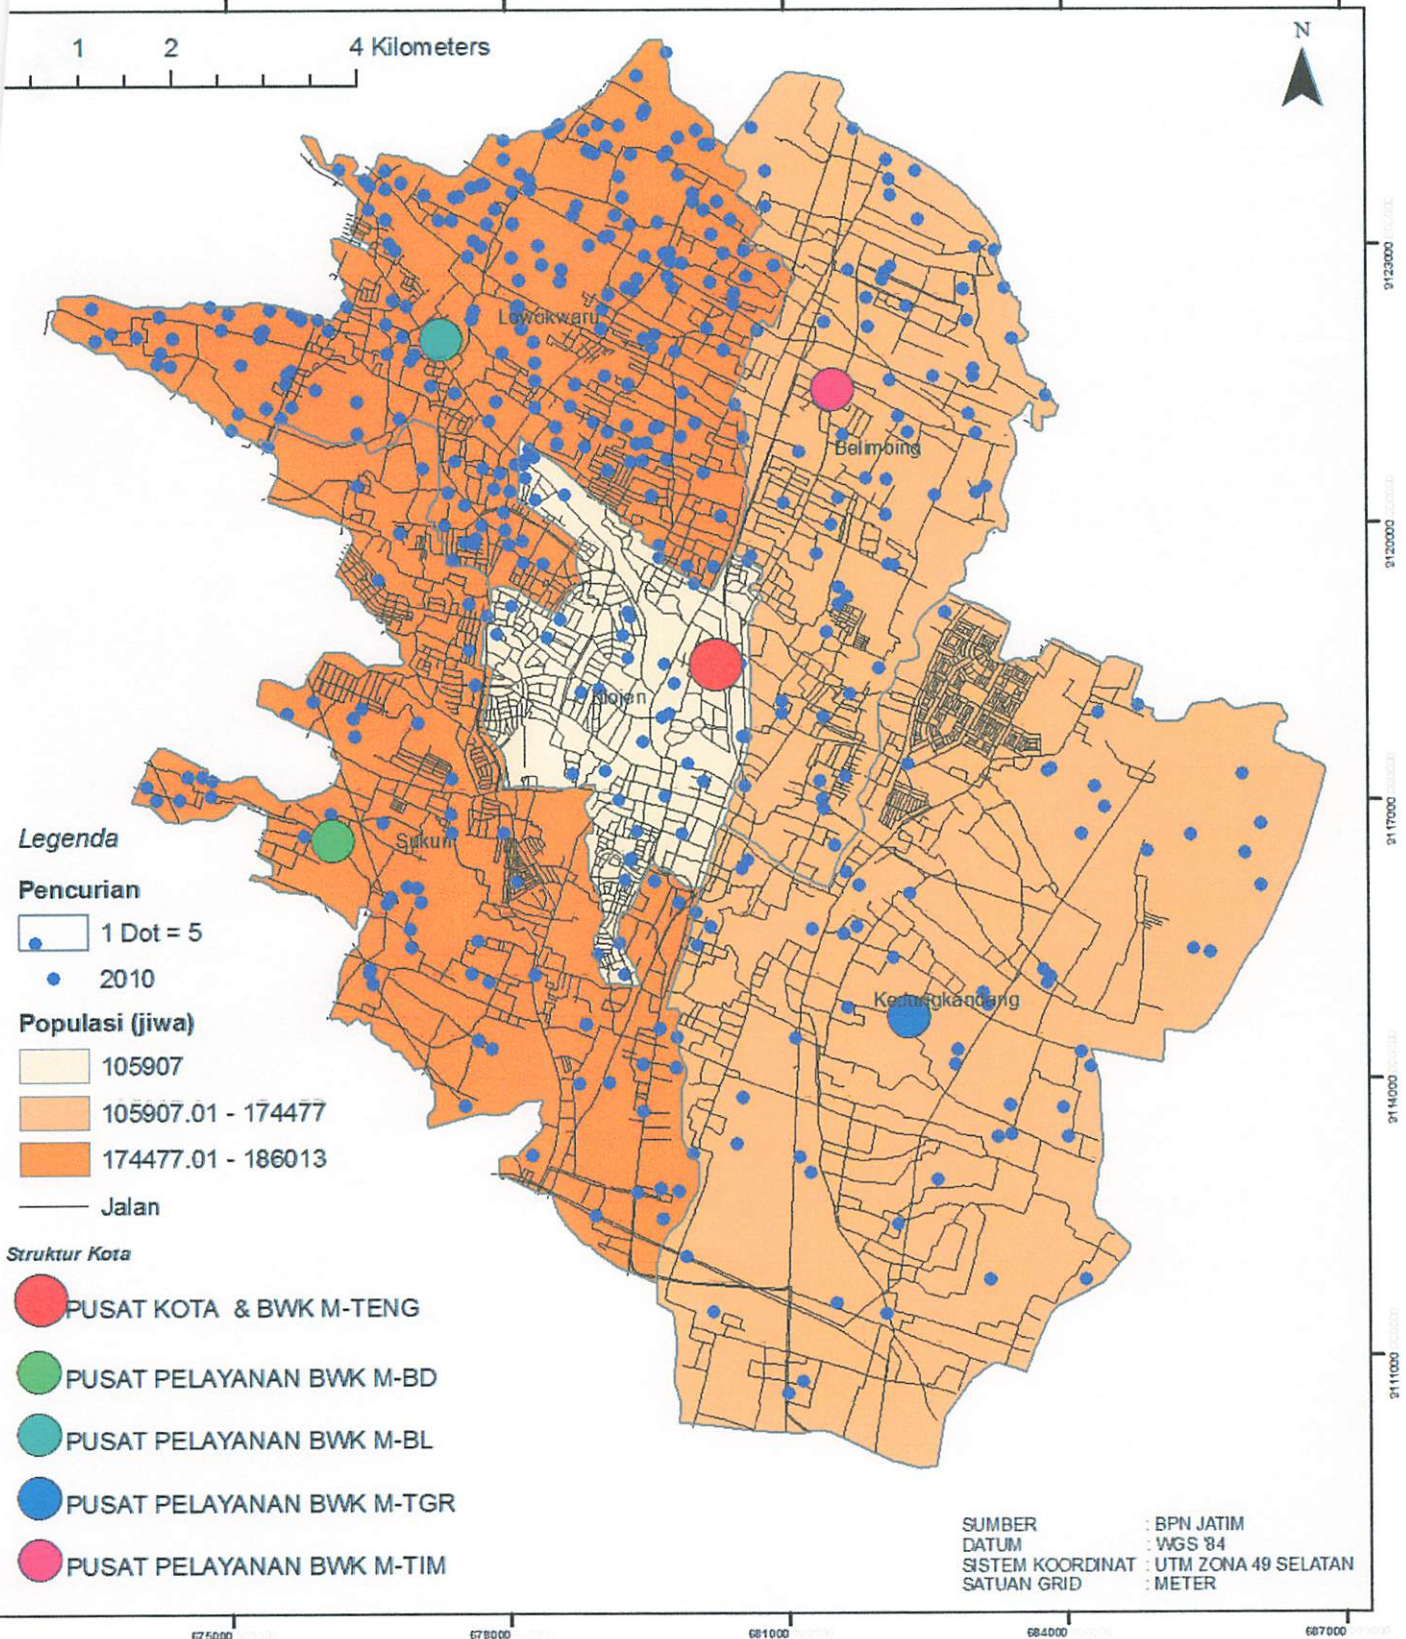 1 2 4 Kilometers
N
9123000
Lowokwaru
Belimbing
9120000
Klojen
9117000
Legenda
Sukun
Pencurian
1 Dot = 5
2010
Kedungkandang
Populasi (jiwa)
105907
9114000
105907.01 - 174477
174477.01 - 186013
Jalan
Struktur Kota
PUSAT KOTA & BWK M-TENG
9111000
PUSAT PELAYANAN BWK M-BD
PUSAT PELAYANAN BWK M-BL
PUSAT PELAYANAN BWK M-TGR
PUSAT PELAYANAN BWK M-TIM
SUMBER : BPN JATIM
DATUM : WGS '84
SISTEM KOORDINAT : UTM ZONA 49 SELATAN
SATUAN GRID : METER
675000 678000 681000 684000 687000